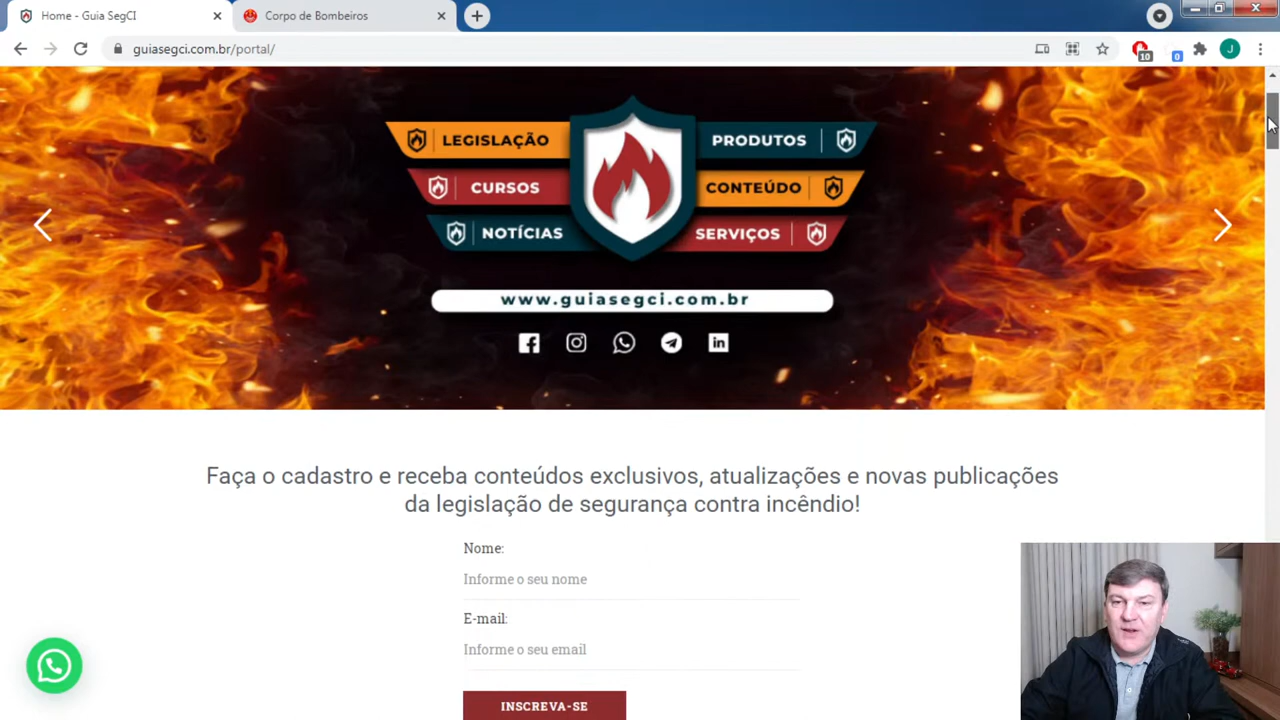 Home - Guia SegCI
Corpo de Bombeiros
guiasegci.com.br/portal/
10
0
J
LEGISLAÇÃO
PRODUTOS
CURSOS
CONTEÚDO
NOTÍCIAS
SERVIÇOS
www.guiasegci.com.br
Faça o cadastro e receba conteúdos exclusivos, atualizações e novas publicações
da legislação de segurança contra incêndio!
Nome:
Informe o seu nome
E-mail:
Informe o seu email
INSCREVA-SE